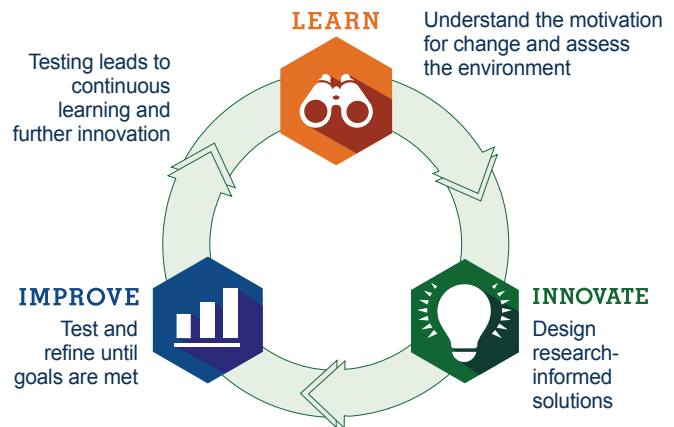 LEARN
Understand the motivation
for change and assess
the environment
Testing leads to
continuous
learning and
further innovation
IMPROVE
Test and
refine until
goals are met
INNOVATE
Design
research-
informed
solutions